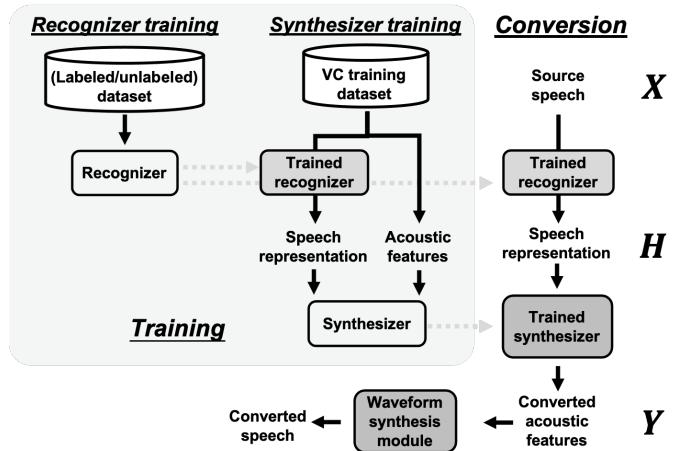 Recognizer training
Synthesizer training
Conversion
(Labeled/unlabeled)
dataset
VC training
dataset
Source
speech
X
Recognizer
Trained
recognizer
Trained
recognizer
Speech
representation
Acoustic
features
Speech
representation
H
Training
Synthesizer
Trained
synthesizer
Converted
speech
Waveform
synthesis
module
Converted
acoustic
features
Y